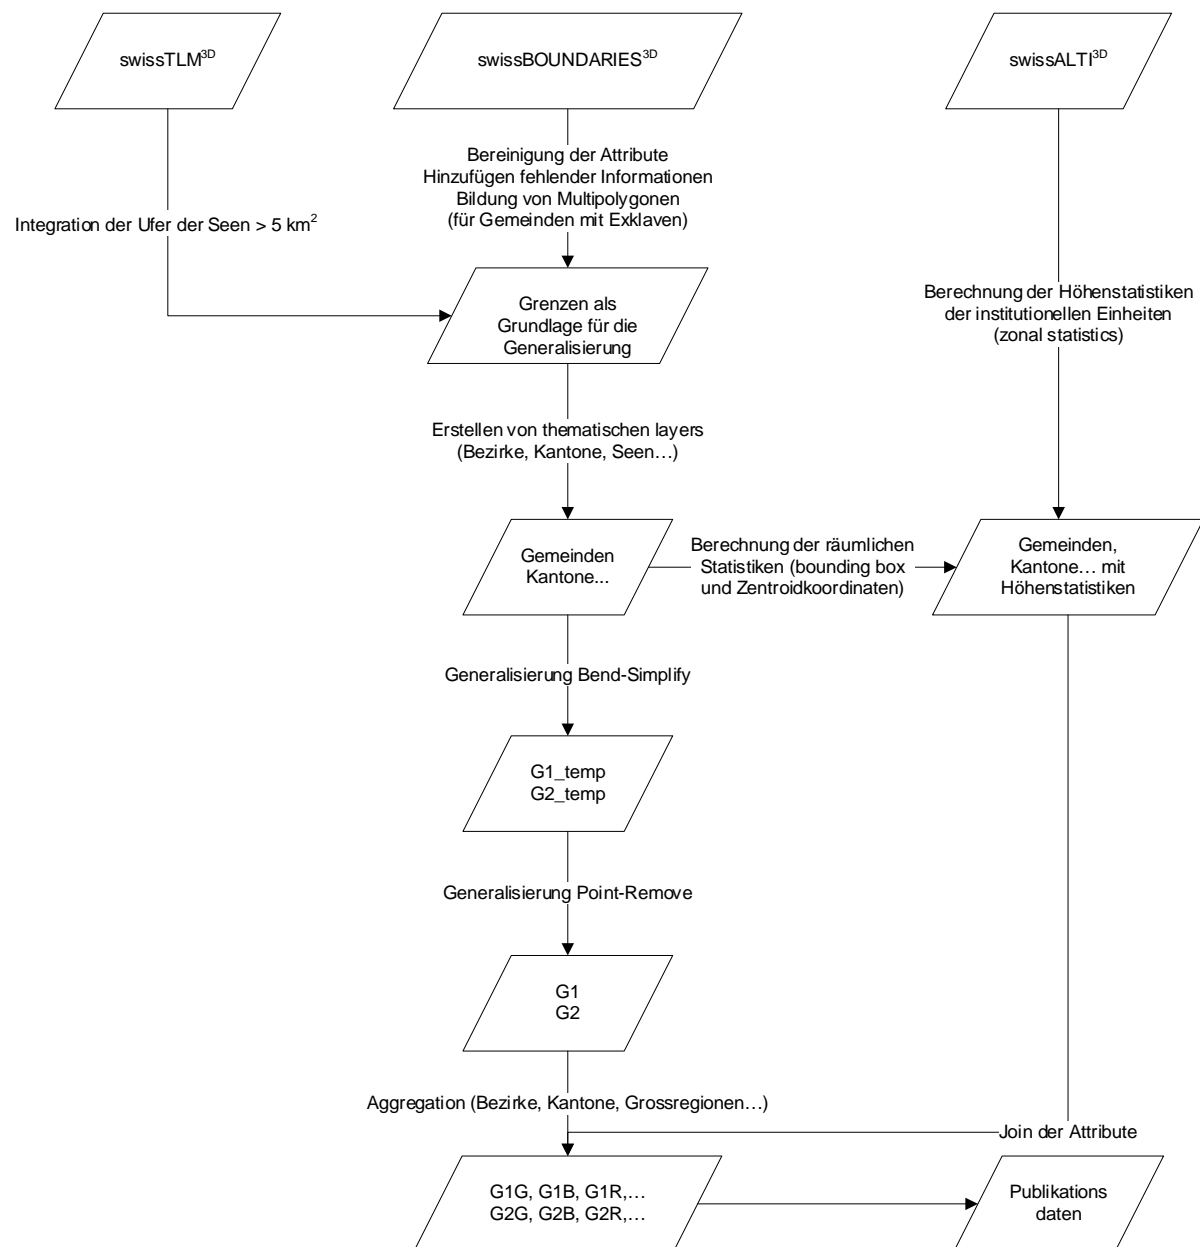 swissTLM³ᴰ
swissBOUNDARIES³ᴰ
swissALTI³ᴰ
Bereinigung der Attribute
Hinzufügen fehlender Informationen
Bildung von Multipolygonen
(für Gemeinden mit Exklaven)
Integration der Ufer der Seen > 5 km²
Grenzen als
Grundlage für die
Generalisierung
Berechnung der Höhenstatistiken
der institutionellen Einheiten
(zonal statistics)
Erstellen von thematischen layers
(Bezirke, Kantone, Seen…)
Gemeinden
Kantone...
Berechnung der räumlichen
Statistiken (bounding box
und Zentroidkoordinaten)
Gemeinden,
Kantone… mit
Höhenstatistiken
Generalisierung Bend-Simplify
G1_temp
G2_temp
Generalisierung Point-Remove
G1
G2
Aggregation (Bezirke, Kantone, Grossregionen…)
Join der Attribute
G1G, G1B, G1R,…
G2G, G2B, G2R,…
Publikations
daten